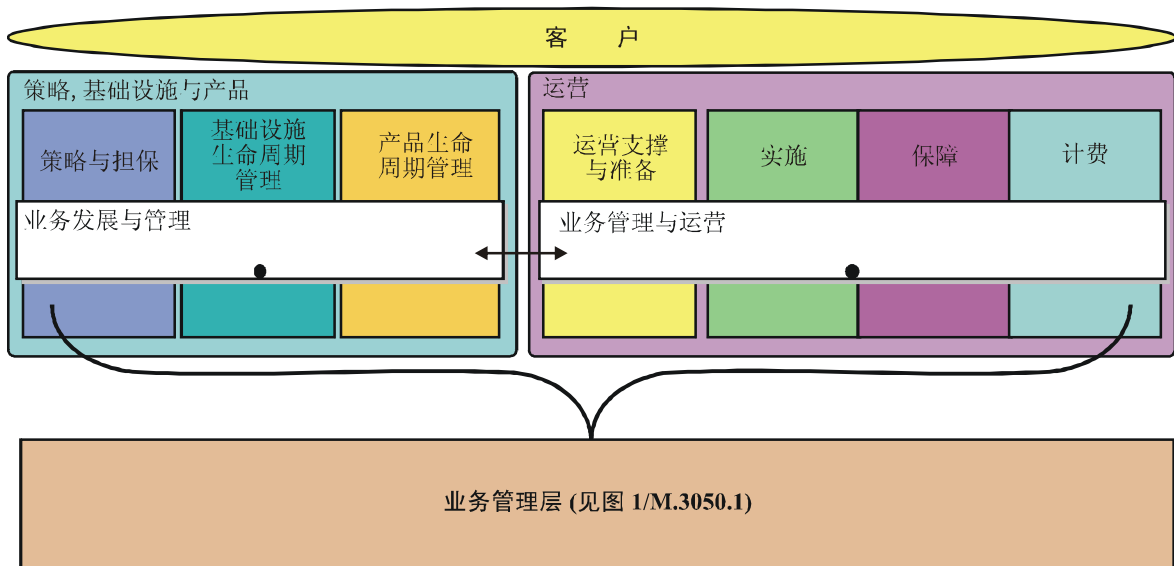 客 户
策略, 基础设施与产品
运营
策略与担保
基础设施
生命周期
管理
产品生命
周期管理
运营支撑
与准备
实施
保障
计费
业务发展与管理
业务管理与运营
业务管理层 (见图 1/M.3050.1)